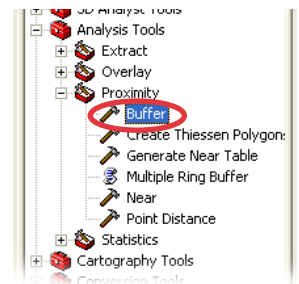 3D Analyst Tools
Analysis Tools
Extract
Overlay
Proximity
Buffer
Create Thiessen Polygons
Generate Near Table
Multiple Ring Buffer
Near
Point Distance
Statistics
Cartography Tools
Conversion Tools